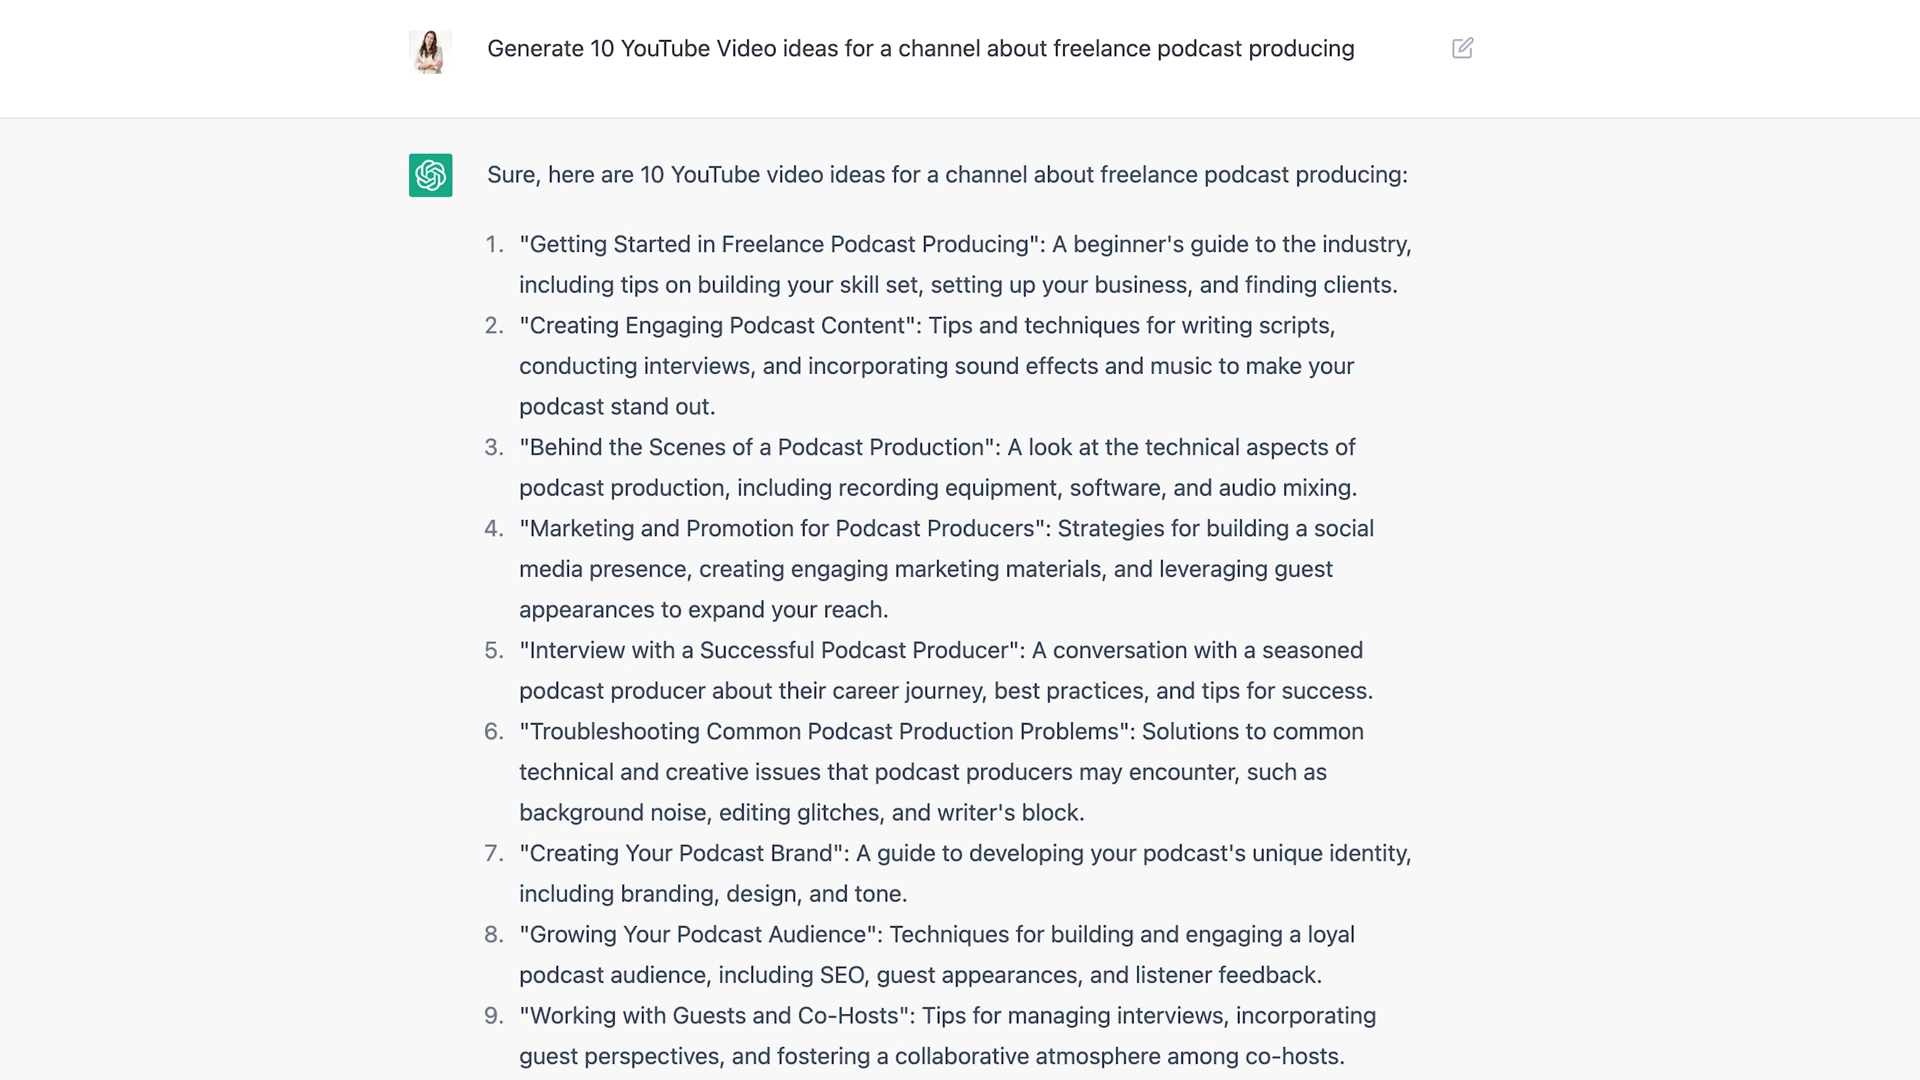 Generate 10 YouTube Video ideas for a channel about freelance podcast producing
Sure, here are 10 YouTube video ideas for a channel about freelance podcast producing:
1. "Getting Started in Freelance Podcast Producing": A beginner's guide to the industry,
including tips on building your skill set, setting up your business, and finding clients.
2. "Creating Engaging Podcast Content": Tips and techniques for writing scripts,
conducting interviews, and incorporating sound effects and music to make your
podcast stand out.
3. "Behind the Scenes of a Podcast Production": A look at the technical aspects of
podcast production, including recording equipment, software, and audio mixing.
4. "Marketing and Promotion for Podcast Producers": Strategies for building a social
media presence, creating engaging marketing materials, and leveraging guest
appearances to expand your reach.
5. "Interview with a Successful Podcast Producer": A conversation with a seasoned
podcast producer about their career journey, best practices, and tips for success.
6. "Troubleshooting Common Podcast Production Problems": Solutions to common
technical and creative issues that podcast producers may encounter, such as
background noise, editing glitches, and writer's block.
7. "Creating Your Podcast Brand": A guide to developing your podcast's unique identity,
including branding, design, and tone.
8. "Growing Your Podcast Audience": Techniques for building and engaging a loyal
podcast audience, including SEO, guest appearances, and listener feedback.
9. "Working with Guests and Co-Hosts": Tips for managing interviews, incorporating
guest perspectives, and fostering a collaborative atmosphere among co-hosts.